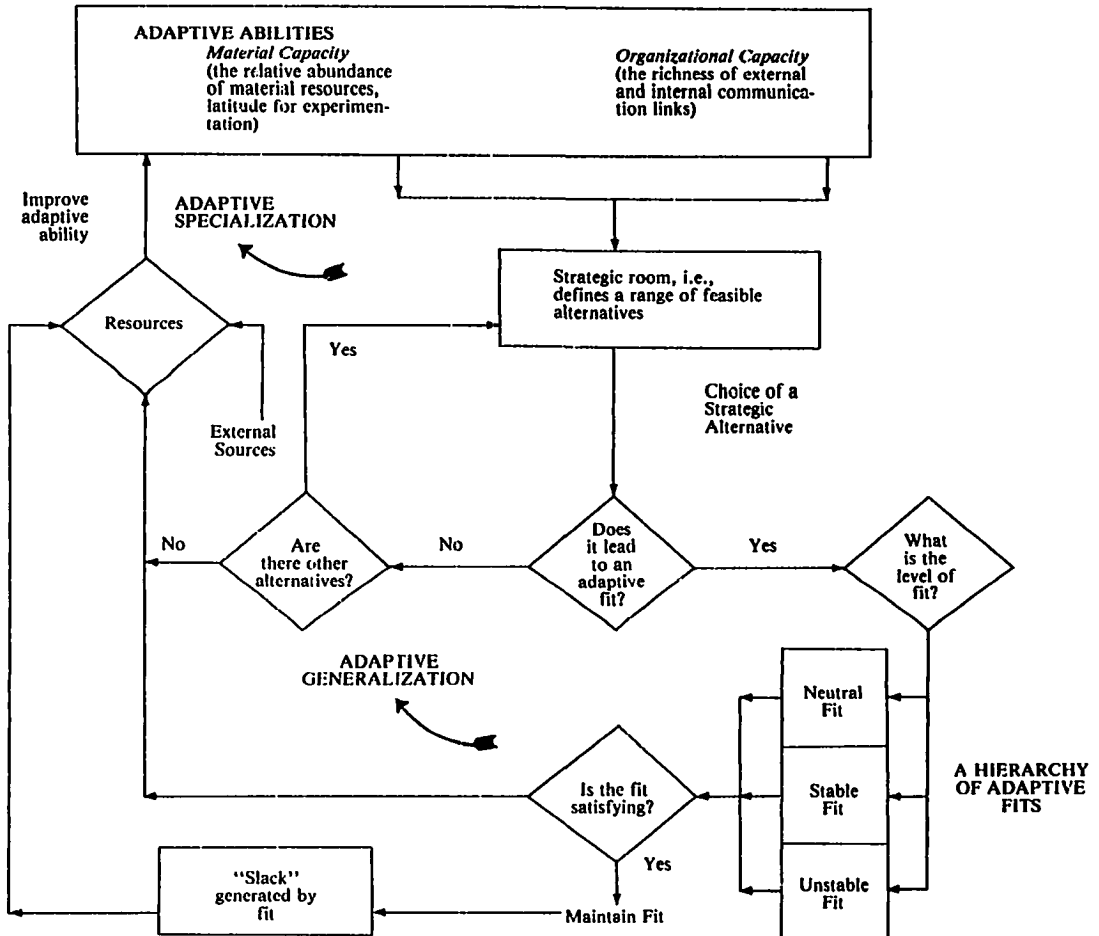 ADAPTIVE ABILITIES
Material Capacity
(the relative abundance
of material resources,
latitude for experimen-
tation)
Organizational Capacity
(the richness of external
and internal communica-
tion links)
Improve
adaptive
ability
ADAPTIVE
SPECIALIZATION
Strategic room, i.e.,
defines a range of feasible
alternatives
Resources
Yes
Choice of a
Strategic
Alternative
External
Sources
No
Are
there other
alternatives?
No
Does
it lead
to an
adaptive
fit?
Yes
What
is the
level of
fit?
ADAPTIVE
GENERALIZATION
Neutral
Fit
A HIERARCHY
OF ADAPTIVE
FITS
Is the fit
satisfying?
Stable
Fit
Yes
Unstable
Fit
"Slack"
generated by
fit
Maintain Fit